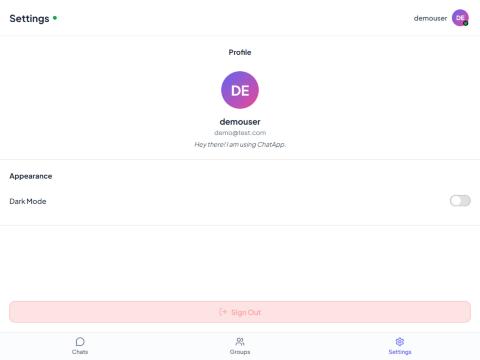 Settings
demouser
DE
Profile
DE
demouser
demo@test.com
Hey there! I am using ChatApp.
Appearance
Dark Mode
Sign Out
Chats
Groups
Settings